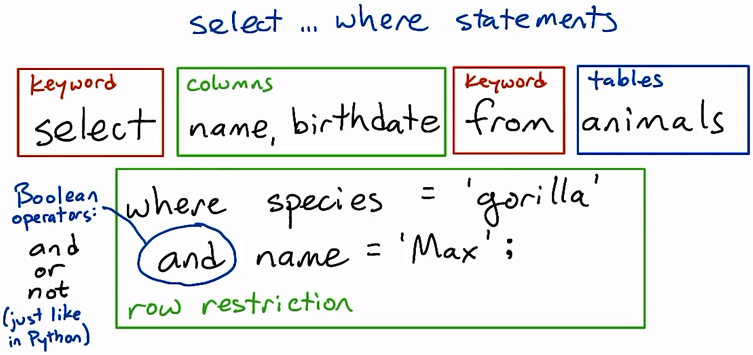 select ... where statements
keyword columns keyword tables
select name, birthdate from animals
where species = 'gorilla'
and name = 'Max' ;
row restriction
Boolean
operators:
and
or
not
(just like
in Python)